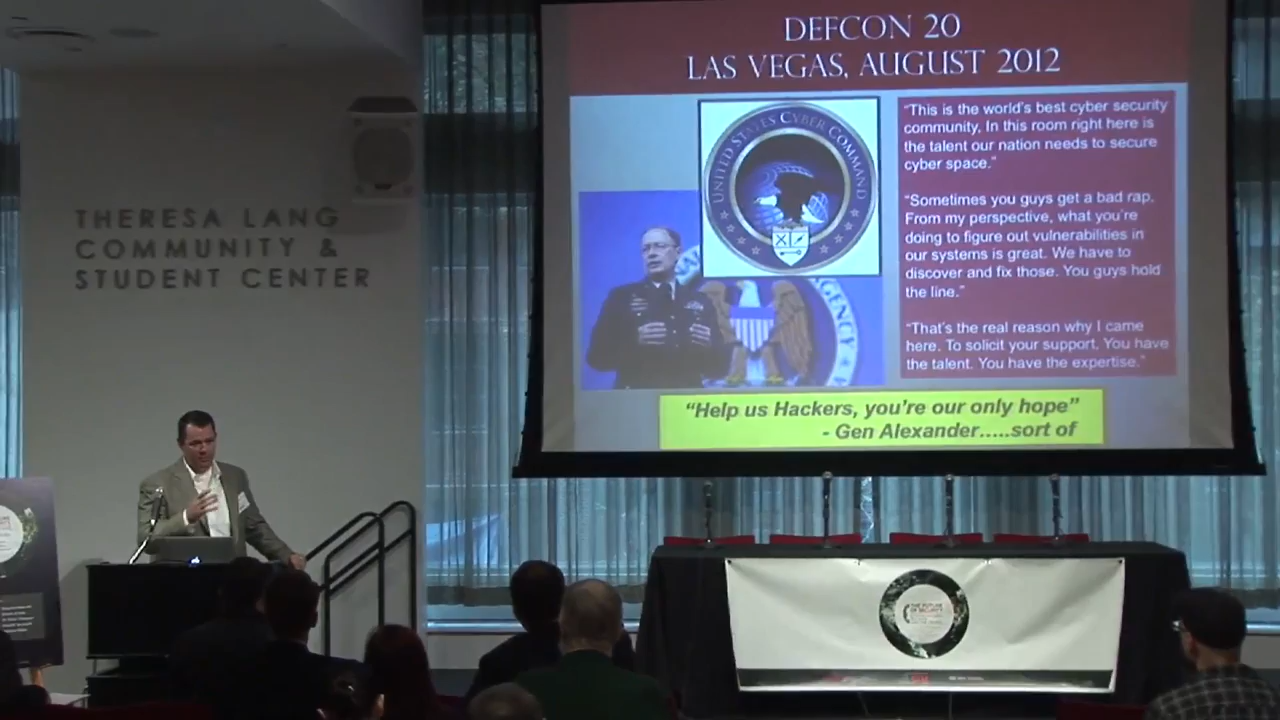 DEFCON 20
LAS VEGAS, AUGUST 2012
UNITED STATES CYBER COMMAND
"This is the world's best cyber security
community. In this room right here is
the talent our nation needs to secure
cyber space."
"Sometimes you guys get a bad rap.
From my perspective, what you're
doing to figure out vulnerabilities in
our systems is great. We have to
discover and fix those. You guys hold
the line."
"That's the real reason why I came
here. To solicit your support. You have
the talent. You have the expertise."
AGENCY
"Help us Hackers, you're our only hope"
- Gen Alexander.....sort of
THERESA LANG
COMMUNITY &
STUDENT CENTER
THE FUTURE
OF SECURITY